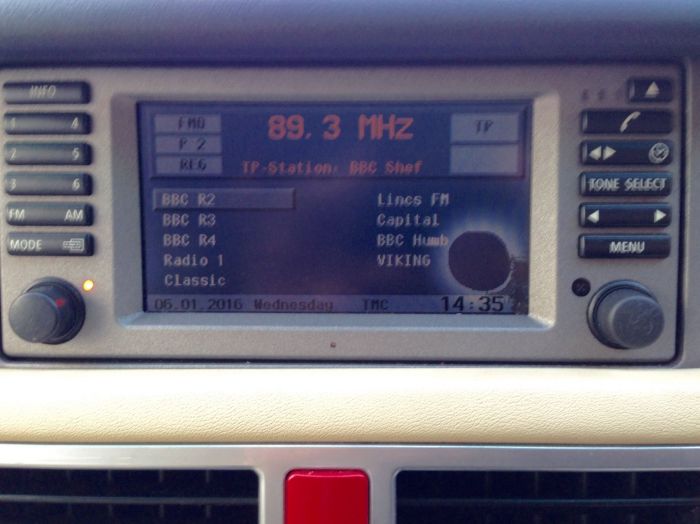 INFO
1 4
2 5
3 6
FM AM
MODE
FMD
P 2
REG
89.3 MHz
TP
TP-Station: BBC Shef
BBC R2
BBC R3
BBC R4
Radio 1
Classic
Lincs FM
Capital
BBC Humb
VIKING
06.01.2016 Wednesday TMC 14:35
TONE SELECT
MENU